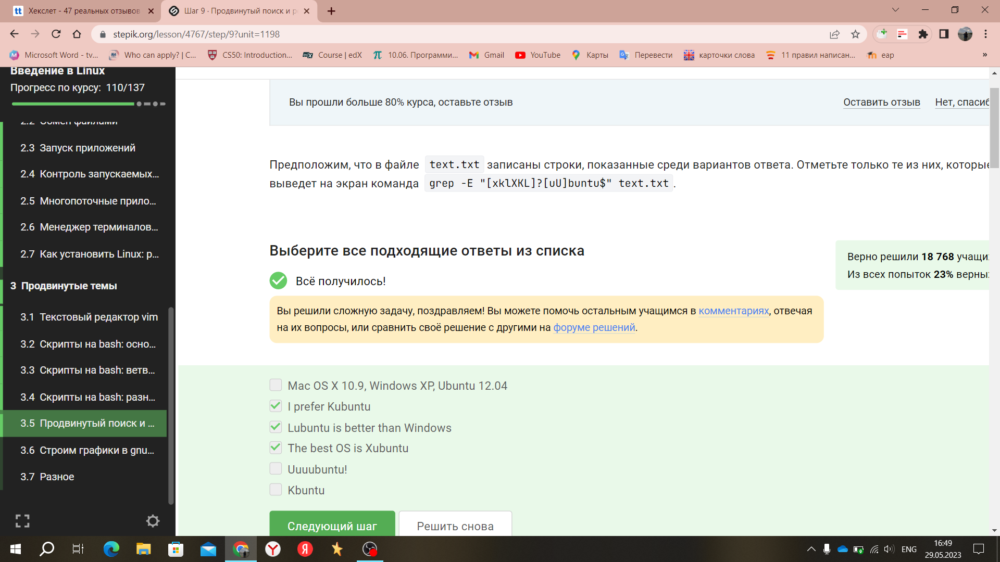 Хекслет - 47 реальных отзывов
Шаг 9 · Продвинутый поиск и р
stepik.org/lesson/4767/step/9?unit=1198
Microsoft Word - tv... Who can apply? | C... CS50: Introduction... Course | edX 10.06. Программи... Gmail YouTube Карты Перевести карточки слова 11 правил написан... eap »
Введение в Linux
Прогресс по курсу: 110/137
2.2 Обмен файлами
2.3 Запуск приложений
2.4 Контроль запускаемых...
2.5 Многопоточные прило...
2.6 Менеджер терминалов...
2.7 Как установить Linux: р...
3 Продвинутые темы
3.1 Текстовый редактор vim
3.2 Скрипты на bash: осно...
3.3 Скрипты на bash: ветв...
3.4 Скрипты на bash: разн...
3.5 Продвинутый поиск и ...
3.6 Строим графики в gnu...
3.7 Разное
Вы прошли больше 80% курса, оставьте отзыв
Оставить отзыв Нет, спасиб
Предположим, что в файле text.txt записаны строки, показанные среди вариантов ответа. Отметьте только те из них, которые
выведет на экран команда grep -E "[xklXKL]?[uU]buntu$" text.txt.
Выберите все подходящие ответы из списка
Верно решили 18 768 учащи
Из всех попыток 23% верны
Всё получилось!
Вы решили сложную задачу, поздравляем! Вы можете помочь остальным учащимся в комментариях, отвечая
на их вопросы, или сравнить своё решение с другими на форуме решений.
Mac OS X 10.9, Windows XP, Ubuntu 12.04
I prefer Kubuntu
Lubuntu is better than Windows
The best OS is Xubuntu
Uuuubuntu!
Kbuntu
Следующий шаг Решить снова
ENG
16:49
29.05.2023